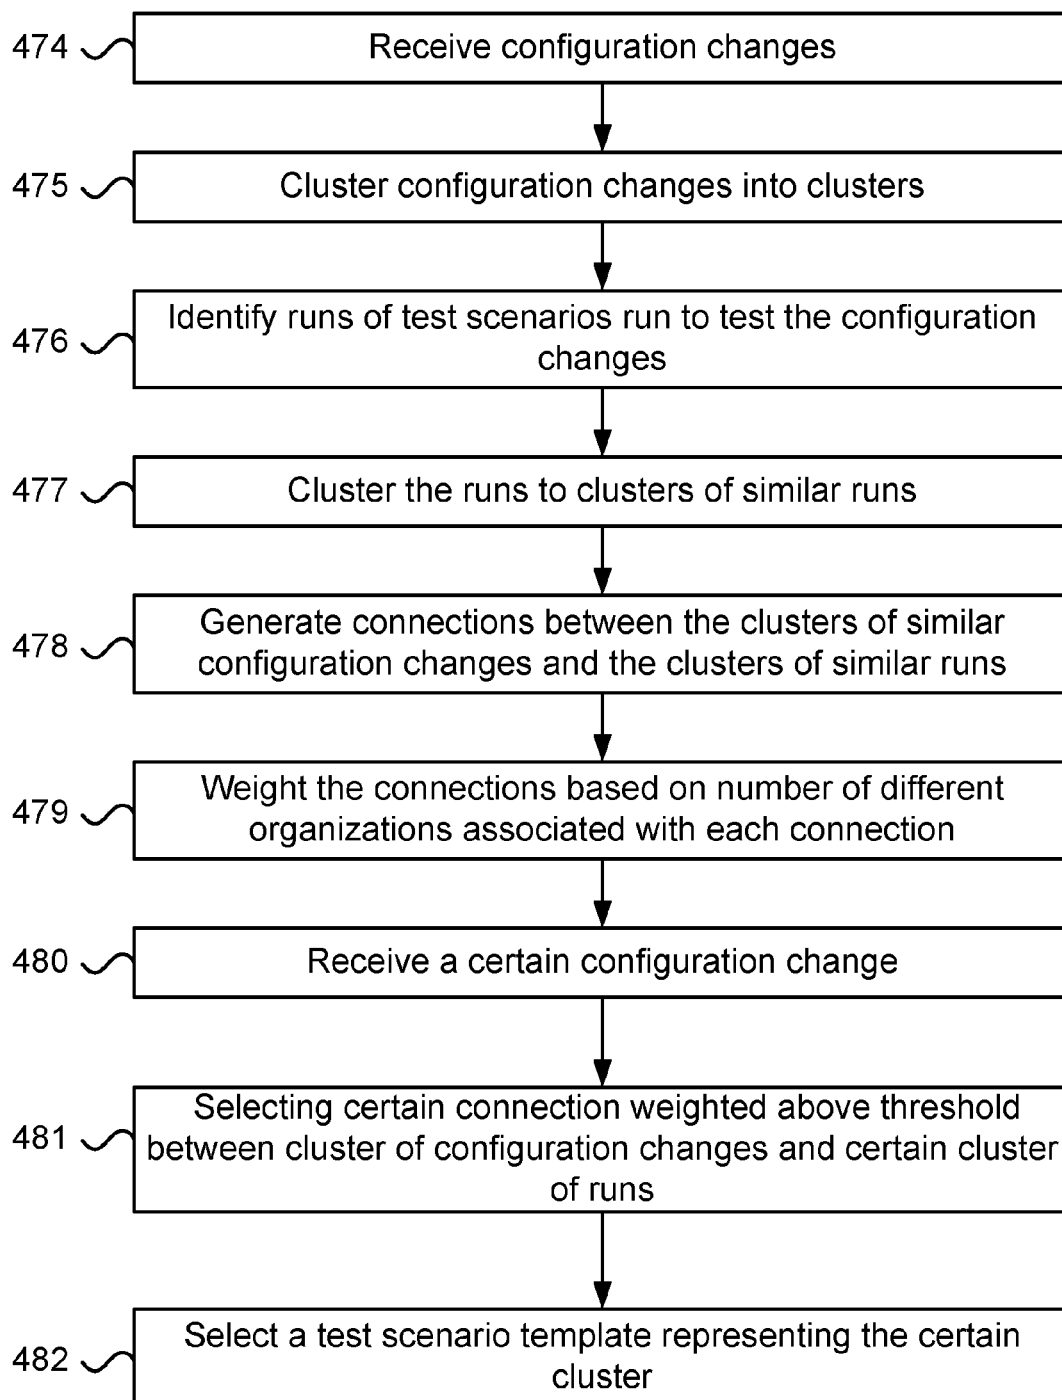 474
Receive configuration changes
475
Cluster configuration changes into clusters
476
Identify runs of test scenarios run to test the configuration
changes
477
Cluster the runs to clusters of similar runs
478
Generate connections between the clusters of similar
configuration changes and the clusters of similar runs
479
Weight the connections based on number of different
organizations associated with each connection
480
Receive a certain configuration change
481
Selecting certain connection weighted above threshold
between cluster of configuration changes and certain cluster
of runs
482
Select a test scenario template representing the certain
cluster